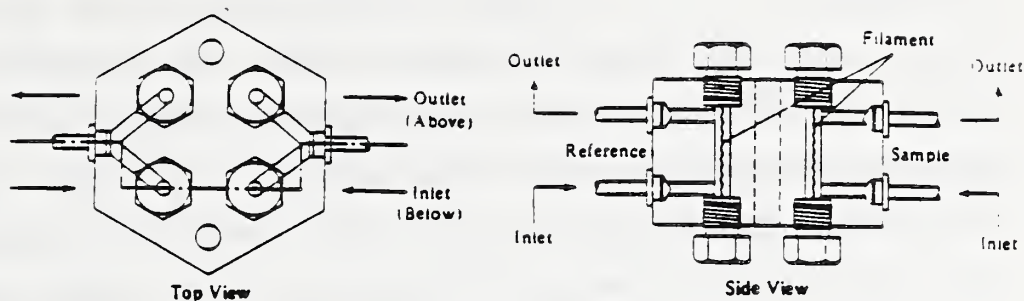 Outlet
(Above)
Inlet
(Below)
Top View
Filament
Outlet
Outlet
Reference
Sample
Inlet
Inlet
Side View